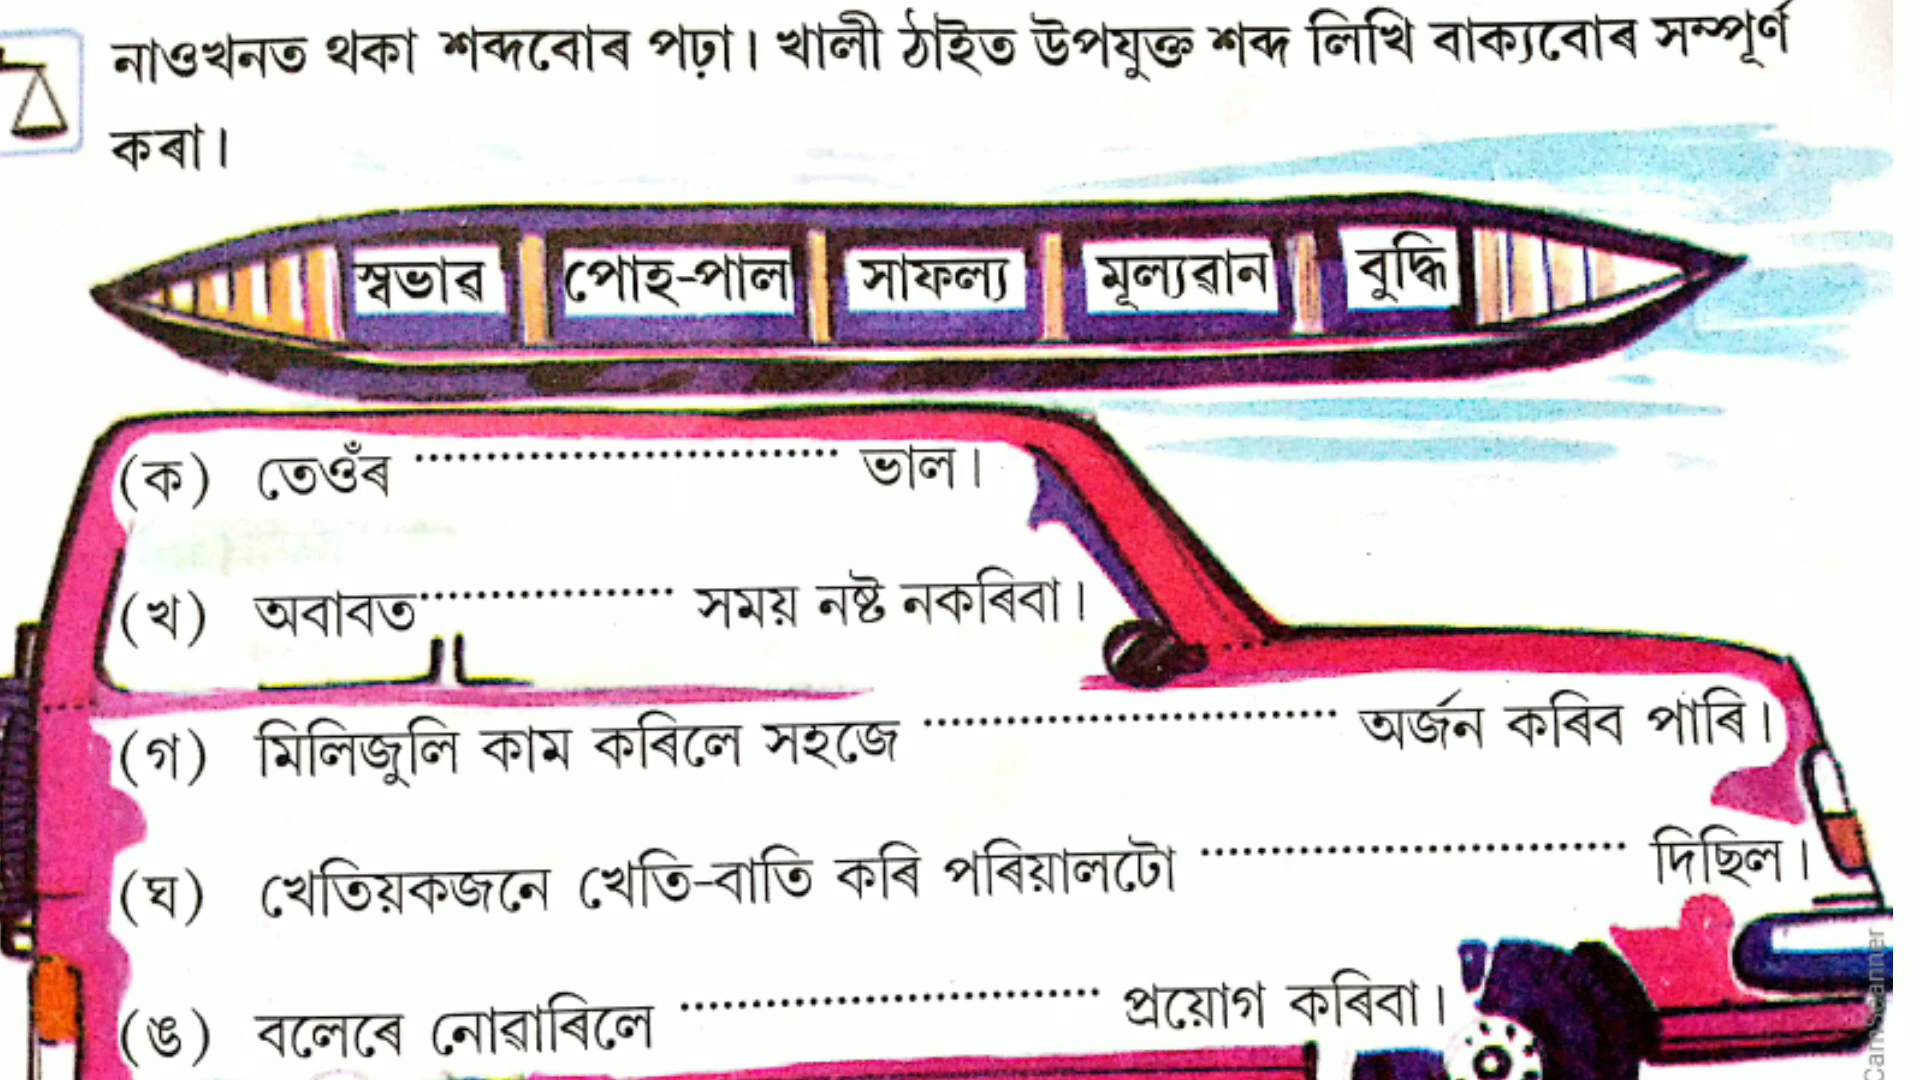 নাওখনত থকা শব্দবোৰ পঢ়া। খালী ঠাইত উপযুক্ত শব্দ লিখি বাক্যবোৰ সম্পূৰ্ণ
কৰা।
স্বভাৱ পোহ-পাল সাফল্য মূল্যৱান বুদ্ধি
(ক) তেওঁৰ ........................... ভাল।
(খ) অবাবত .................. সময় নষ্ট নকৰিবা।
(গ) মিলিজুলি কাম কৰিলে সহজে ........................... অৰ্জন কৰিব পাৰি।
(ঘ) খেতিয়কজনে খেতি-বাতি কৰি পৰিয়ালটো ........................... দিছিল।
(ঙ) বলেৰে নোৱাৰিলে ........................... প্ৰয়োগ কৰিবা।
CamScanner